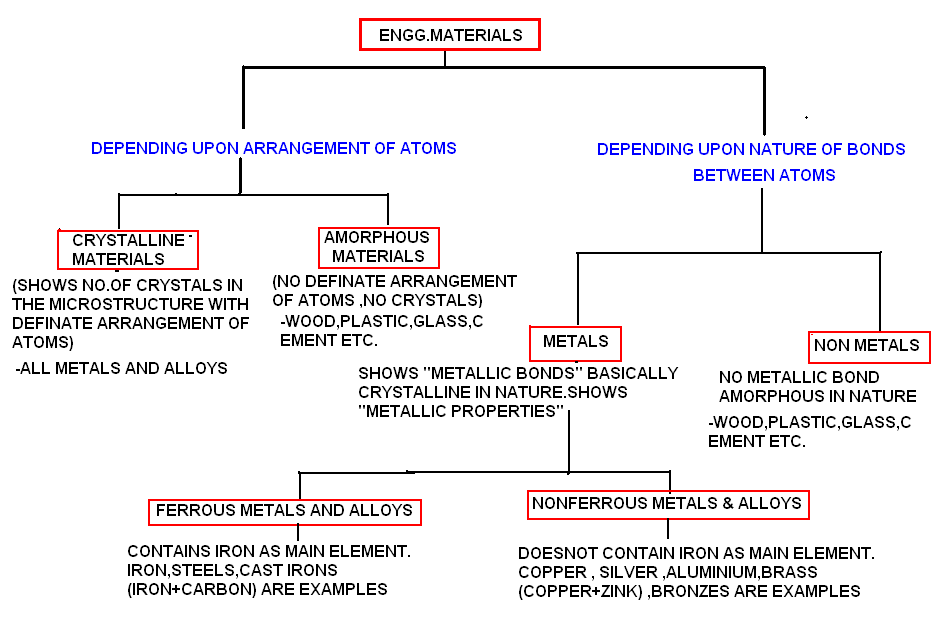 ENGG.MATERIALS
DEPENDING UPON ARRANGEMENT OF ATOMS
DEPENDING UPON NATURE OF BONDS
BETWEEN ATOMS
CRYSTALLINE
MATERIALS
(SHOWS NO.OF CRYSTALS IN
THE MICROSTRUCTURE WITH
DEFINATE ARRANGEMENT OF
ATOMS)
-ALL METALS AND ALLOYS
AMORPHOUS
MATERIALS
(NO DEFINATE ARRANGEMENT
OF ATOMS ,NO CRYSTALS)
-WOOD,PLASTIC,GLASS,C
EMENT ETC.
METALS
SHOWS "METALLIC BONDS" BASICALLY
CRYSTALLINE IN NATURE.SHOWS
"METALLIC PROPERTIES"
NON METALS
NO METALLIC BOND
AMORPHOUS IN NATURE
-WOOD,PLASTIC,GLASS,C
EMENT ETC.
FERROUS METALS AND ALLOYS
CONTAINS IRON AS MAIN ELEMENT.
IRON,STEELS,CAST IRONS
(IRON+CARBON) ARE EXAMPLES
NONFERROUS METALS & ALLOYS
DOESNOT CONTAIN IRON AS MAIN ELEMENT.
COPPER , SILVER ,ALUMINIUM,BRASS
(COPPER+ZINK) ,BRONZES ARE EXAMPLES